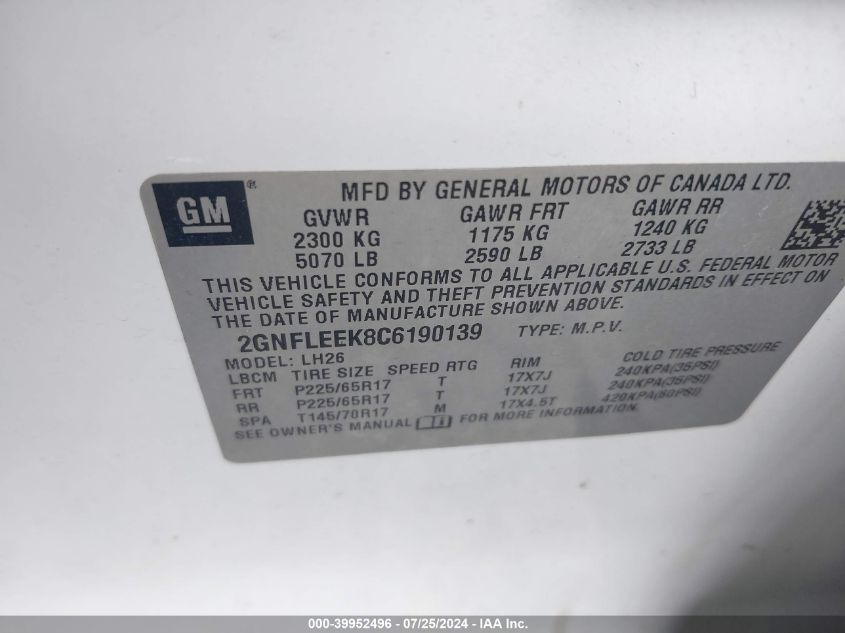 GM®
MFD BY GENERAL MOTORS OF CANADA LTD.
GVWR GAWR FRT GAWR RR
2300 KG 1175 KG 1240 KG
5070 LB 2590 LB 2733 LB
THIS VEHICLE CONFORMS TO ALL APPLICABLE U.S. FEDERAL MOTOR
VEHICLE SAFETY AND THEFT PREVENTION STANDARDS IN EFFECT ON
THE DATE OF MANUFACTURE SHOWN ABOVE.
2GNFLEEK8C6190139 TYPE: M.P.V.
MODEL: LH26
LBCM TIRE SIZE SPEED RTG RIM COLD TIRE PRESSURE
FRT P225/65R17 T 17X7J 240KPA(35PSI)
RR P225/65R17 T 17X7J 240KPA(35PSI)
SPA T145/70R17 M 17X4.5T 420KPA(60PSI)
SEE OWNER'S MANUAL FOR MORE INFORMATION.
000-39952496 - 07/25/2024 - IAA Inc.